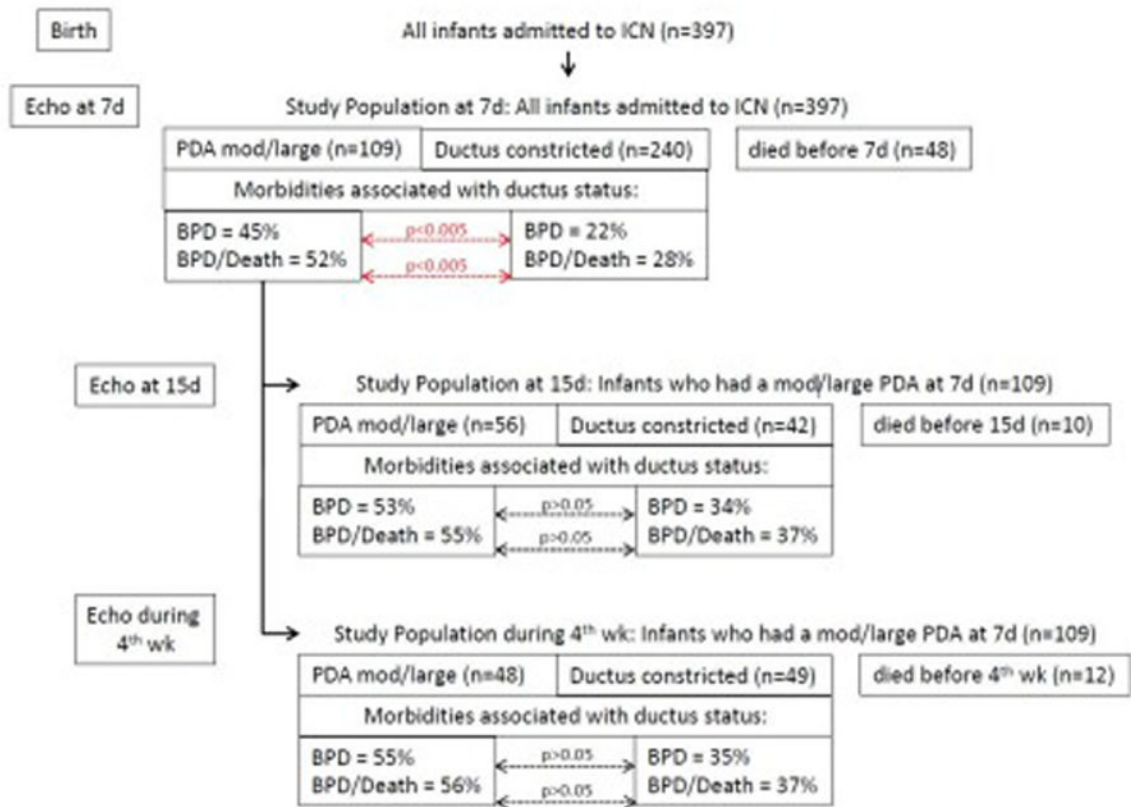 Birth
All infants admitted to ICN (n=397)
Echo at 7d
Study Population at 7d: All infants admitted to ICN (n=397)
PDA mod/large (n=109) Ductus constricted (n=240) died before 7d (n=48)
Morbidities associated with ductus status:
BPD = 45% p<0.005 BPD = 22%
BPD/Death = 52% p<0.005 BPD/Death = 28%
Echo at 15d
Study Population at 15d: Infants who had a mod/large PDA at 7d (n=109)
PDA mod/large (n=56) Ductus constricted (n=42) died before 15d (n=10)
Morbidities associated with ductus status:
BPD = 53% p>0.05 BPD = 34%
BPD/Death = 55% p>0.05 BPD/Death = 37%
Echo during
4th wk
Study Population during 4th wk: Infants who had a mod/large PDA at 7d (n=109)
PDA mod/large (n=48) Ductus constricted (n=49) died before 4th wk (n=12)
Morbidities associated with ductus status:
BPD = 55% p>0.05 BPD = 35%
BPD/Death = 56% p>0.05 BPD/Death = 37%